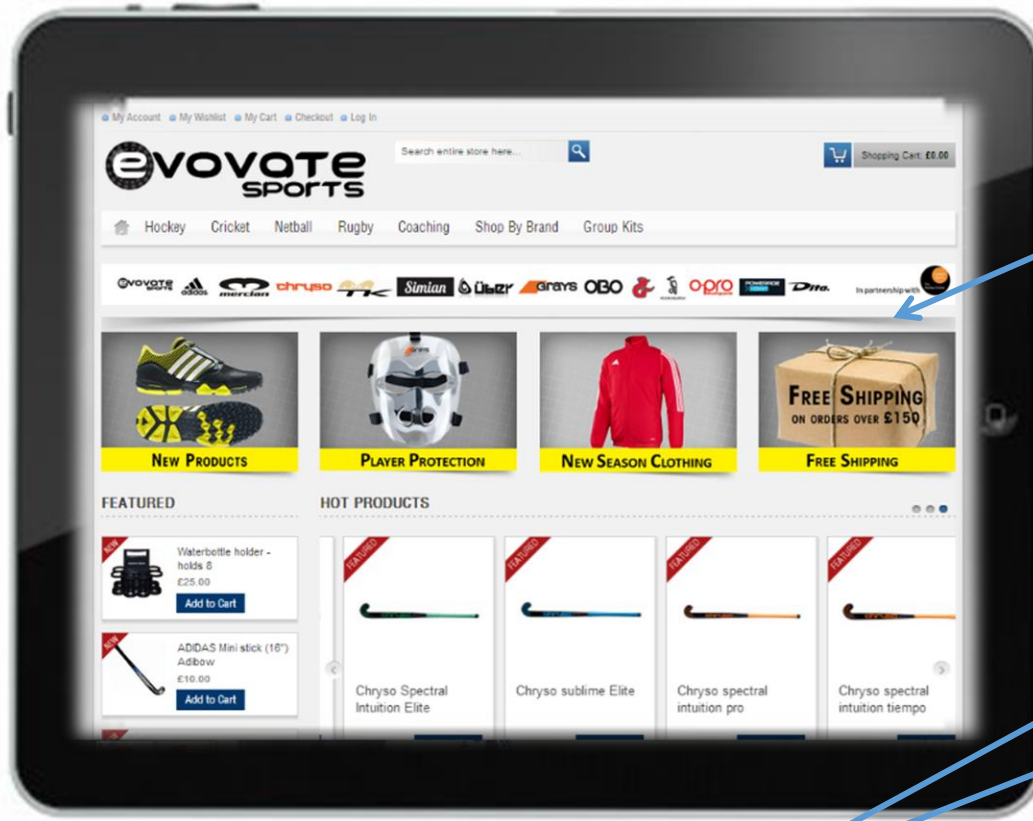 My Account My Wishlist My Cart Checkout Log In
evovate
sports
Search entire store here...
Shopping Cart: £0.00
Hockey Cricket Netball Rugby Coaching Shop By Brand Group Kits
evovate sports adidas mercian chryso TK Simian über GRAYS OBO OPRO Dita. In partnership with
GRAYS
FREE SHIPPING
ON ORDERS OVER £150
NEW PRODUCTS PLAYER PROTECTION NEW SEASON CLOTHING FREE SHIPPING
FEATURED
HOT PRODUCTS
NEW
Waterbottle holder -
holds 8
£25.00
Add to Cart
NEW
ADIDAS Mini stick (16")
Adibow
£10.00
Add to Cart
FEATURED FEATURED FEATURED FEATURED
Chryso Spectral
Intuition Elite
Chryso sublime Elite
Chryso spectral
intuition pro
Chryso spectral
intuition tiempo